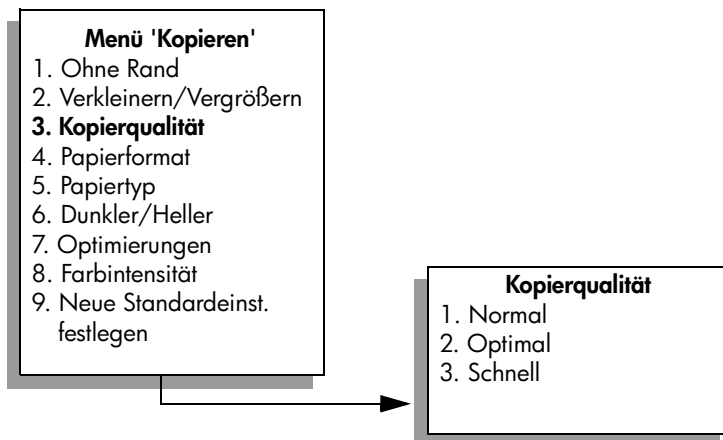 Menü 'Kopieren'
1. Ohne Rand
2. Verkleinern/Vergrößern
3. Kopierqualität
4. Papierformat
5. Papiertyp
6. Dunkler/Heller
7. Optimierungen
8. Farbintensität
9. Neue Standardeinst.
festlegen
Kopierqualität
1. Normal
2. Optimal
3. Schnell